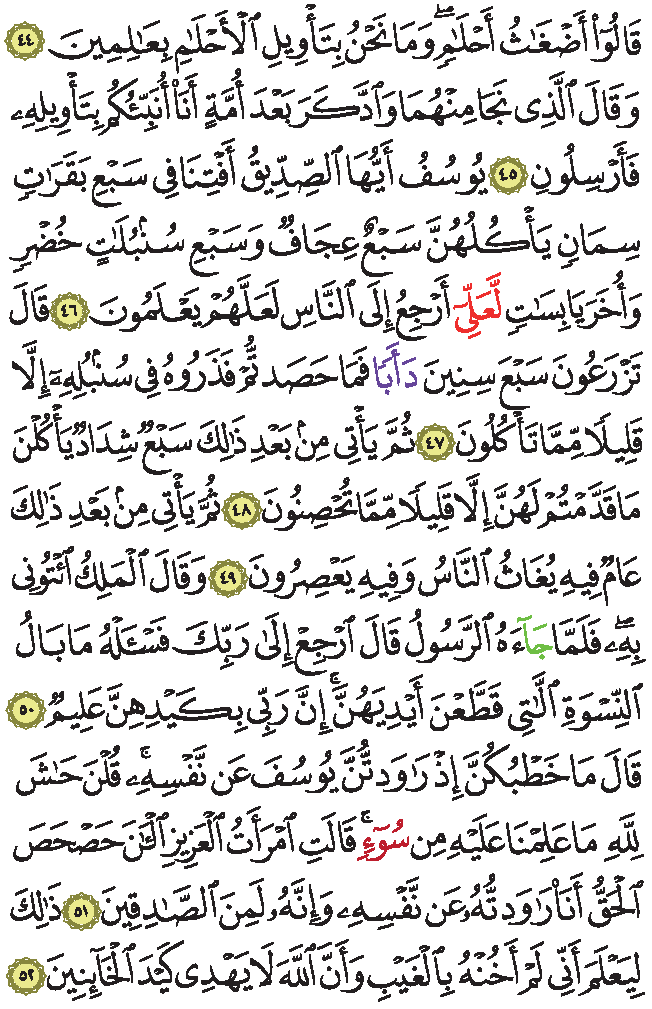 قَالُوٓا۟ أَضْغَٰثُ أَحْلَٰمٍۢ ۖ وَمَا نَحْنُ بِتَأْوِيلِ ٱلْأَحْلَٰمِ بِعَٰلِمِينَ ٤٤
وَقَالَ ٱلَّذِى نَجَا مِنْهُمَا وَٱدَّكَرَ بَعْدَ أُمَّةٍ أَنَا۠ أُنَبِّئُكُم بِتَأْوِيلِهِۦ
فَأَرْسِلُونِ ٤٥ يُوسُفُ أَيُّهَا ٱلصِّدِّيقُ أَفْتِنَا فِى سَبْعِ بَقَرَٰتٍۢ
سِمَانٍۢ يَأْكُلُهُنَّ سَبْعٌ عِجَافٌۭ وَسَبْعِ سُنۢبُلَٰتٍ خُضْرٍۢ
وَأُخَرَ يَابِسَٰتٍۢ لَّعَلِّىٓ أَرْجِعُ إِلَى ٱلنَّاسِ لَعَلَّهُمْ يَعْلَمُونَ ٤٦ قَالَ
تَزْرَعُونَ سَبْعَ سِنِينَ دَأَبًۭا فَمَا حَصَدتُّمْ فَذَرُوهُ فِى سُنۢبُلِهِۦٓ إِلَّا
قَلِيلًۭا مِّمَّا تَأْكُلُونَ ٤٧ ثُمَّ يَأْتِى مِنۢ بَعْدِ ذَٰلِكَ سَبْعٌۭ شِدَادٌۭ يَأْكُلْنَ
مَا قَدَّمْتُمْ لَهُنَّ إِلَّا قَلِيلًۭا مِّمَّا تُحْصِنُونَ ٤٨ ثُمَّ يَأْتِى مِنۢ بَعْدِ ذَٰلِكَ
عَامٌۭ فِيهِ يُغَاثُ ٱلنَّاسُ وَفِيهِ يَعْصِرُونَ ٤٩ وَقَالَ ٱلْمَلِكُ ٱئْتُونِى
بِهِۦ ۖ فَلَمَّا جَآءَهُ ٱلرَّسُولُ قَالَ ٱرْجِعْ إِلَىٰ رَبِّكَ فَسْـَٔلْهُ مَا بَالُ
ٱلنِّسْوَةِ ٱلَّٰتِى قَطَّعْنَ أَيْدِيَهُنَّ ۚ إِنَّ رَبِّى بِكَيْدِهِنَّ عَلِيمٌۭ ٥٠
قَالَ مَا خَطْبُكُنَّ إِذْ رَٰوَدتُّنَّ يُوسُفَ عَن نَّفْسِهِۦ ۚ قُلْنَ حَٰشَ
لِلَّهِ مَا عَلِمْنَا عَلَيْهِ مِن سُوٓءٍۢ ۚ قَالَتِ ٱمْرَأَتُ ٱلْعَزِيزِ ٱلْـَٰٔنَ حَصْحَصَ
ٱلْحَقُّ أَنَا۠ رَٰوَدتُّهُۥ عَن نَّفْسِهِۦ وَإِنَّهُۥ لَمِنَ ٱلصَّٰدِقِينَ ٥١ ذَٰلِكَ
لِيَعْلَمَ أَنِّى لَمْ أَخُنْهُ بِٱلْغَيْبِ وَأَنَّ ٱللَّهَ لَا يَهْدِى كَيْدَ ٱلْخَآئِنِينَ ٥٢